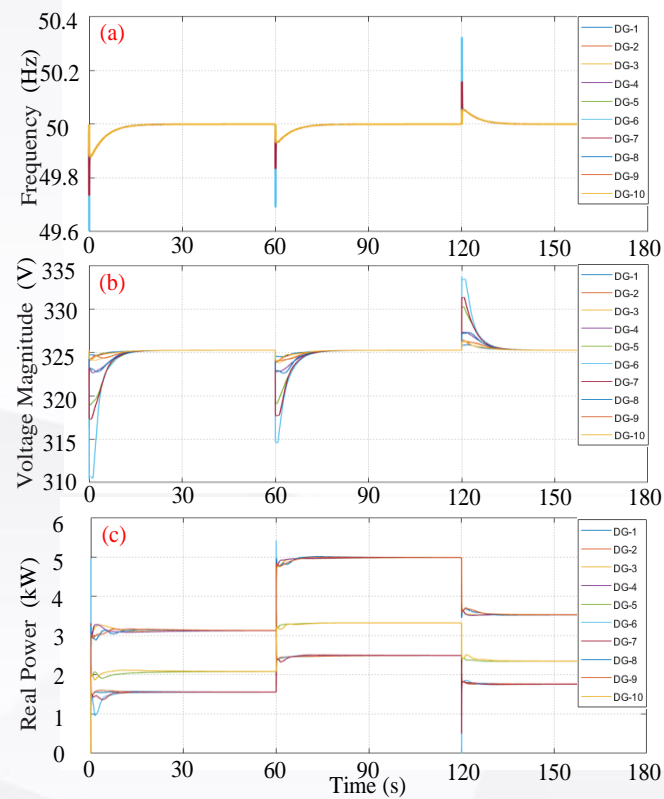 (a)
Frequency (Hz)
50.4
50.2
50
49.8
49.6
0
30
60
90
120
150
180
DG-1
DG-2
DG-3
DG-4
DG-5
DG-6
DG-7
DG-8
DG-9
DG-10
(b)
Voltage Magnitude (V)
335
330
325
320
315
310
0
30
60
90
120
150
180
DG-1
DG-2
DG-3
DG-4
DG-5
DG-6
DG-7
DG-8
DG-9
DG-10
(c)
Real Power (kW)
6
5
4
3
2
1
0
0
30
60
90
120
150
180
DG-1
DG-2
DG-3
DG-4
DG-5
DG-6
DG-7
DG-8
DG-9
DG-10
Time (s)